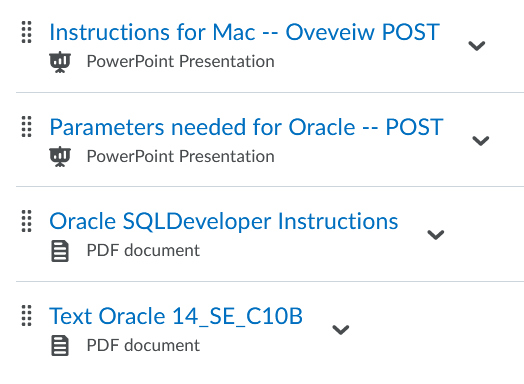 Instructions for Mac -- Oveveiw POST
PowerPoint Presentation
Parameters needed for Oracle -- POST
PowerPoint Presentation
Oracle SQLDeveloper Instructions
PDF document
Text Oracle 14_SE_C10B
PDF document